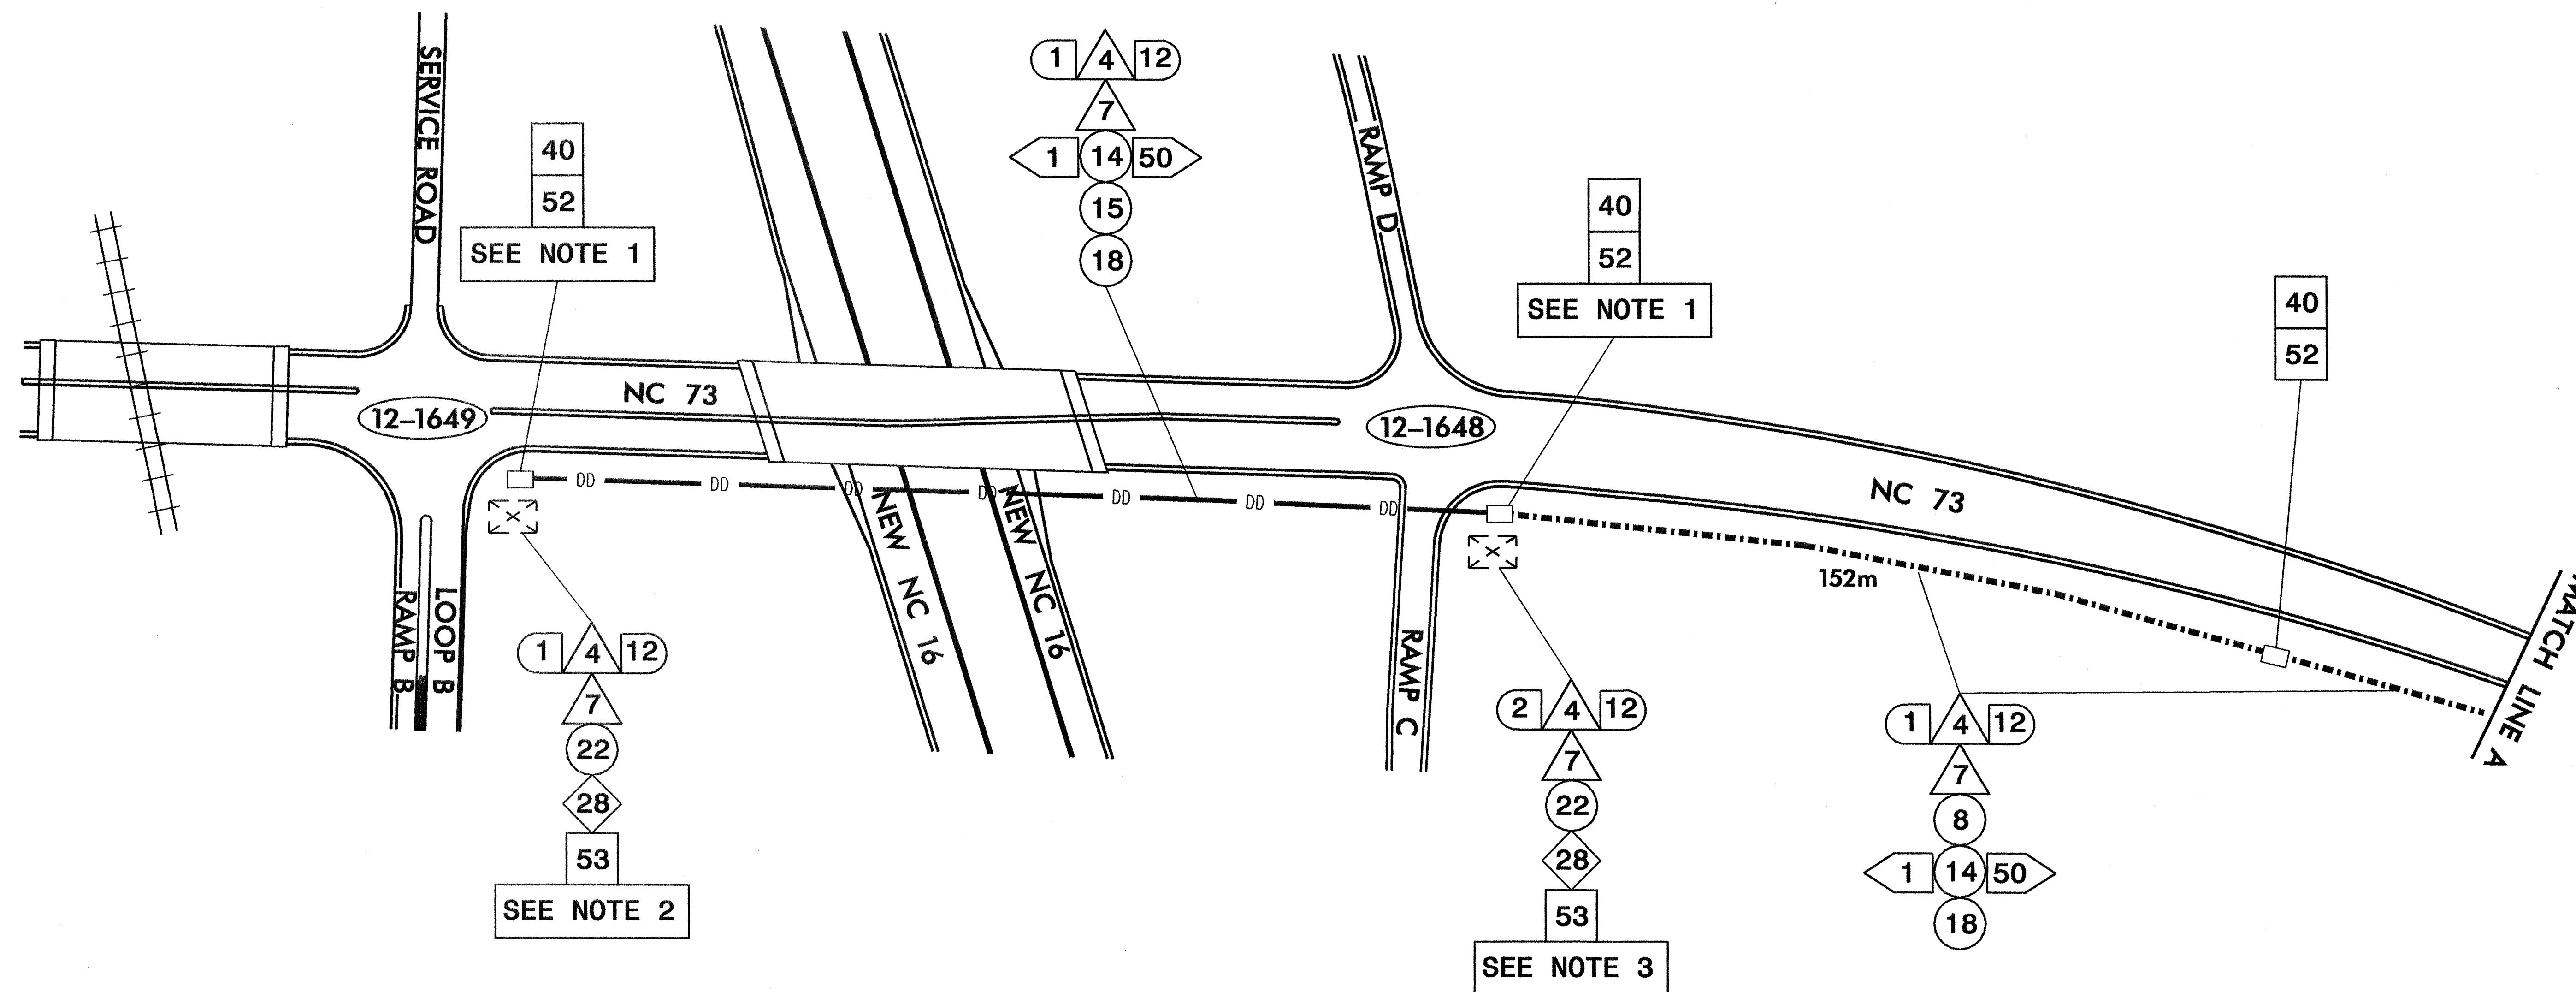 SERVICE ROAD
40
52
SEE NOTE 1
1 4 12
7
1 14 50
15
18
RAMP D
40
52
SEE NOTE 1
40
52
NC 73
12-1649
12-1648
NC 73
DD DD DD DD DD DD DD
NEW NC 16
NEW NC 16
152m
RAMP B
LOOP B
RAMP C
MATCH LINE A
1 4 12
7
22
28
53
SEE NOTE 2
2 4 12
7
22
28
53
SEE NOTE 3
1 4 12
7
8
1 14 50
18
X
X